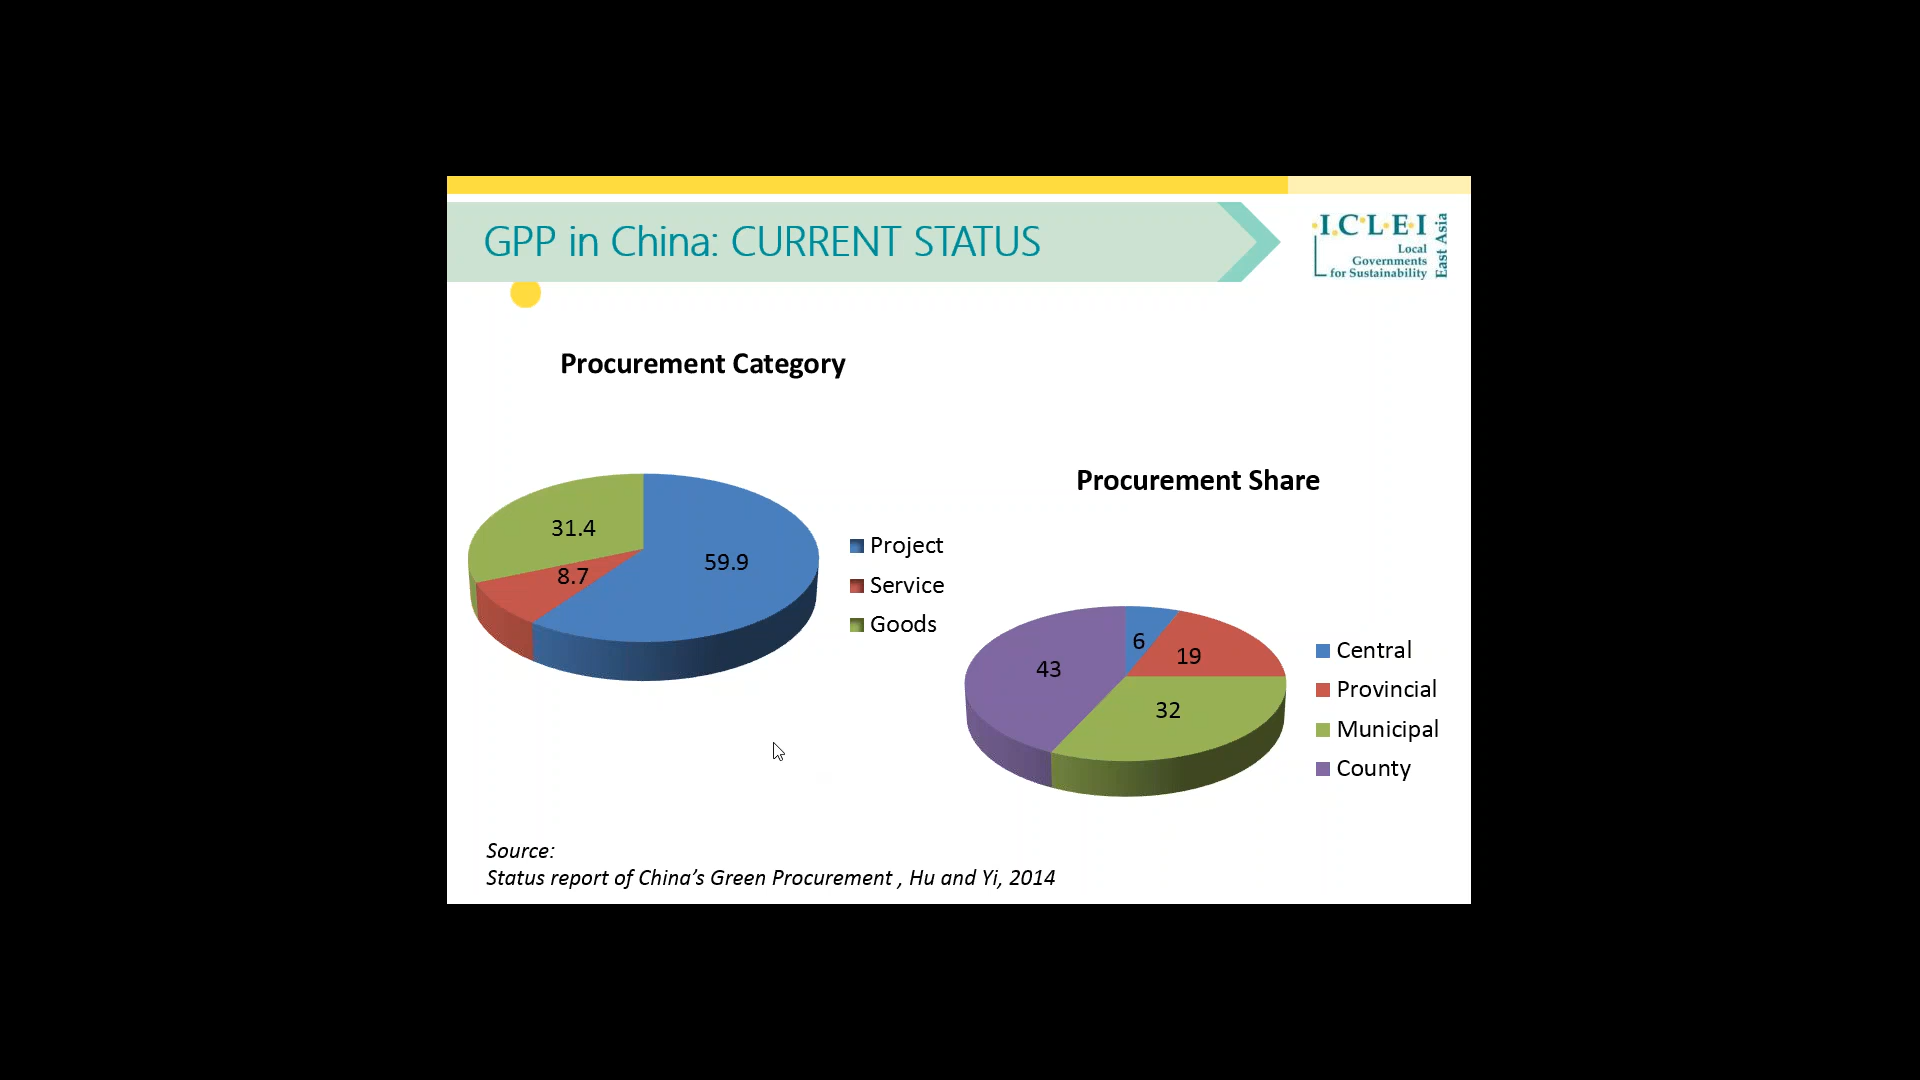 GPP in China: CURRENT STATUS
I.C.L.E.I
Local
Governments
for Sustainability
East Asia
Procurement Category
31.4
8.7
59.9
Project
Service
Goods
Procurement Share
6
19
43
32
Central
Provincial
Municipal
County
Source:
Status report of China’s Green Procurement , Hu and Yi, 2014